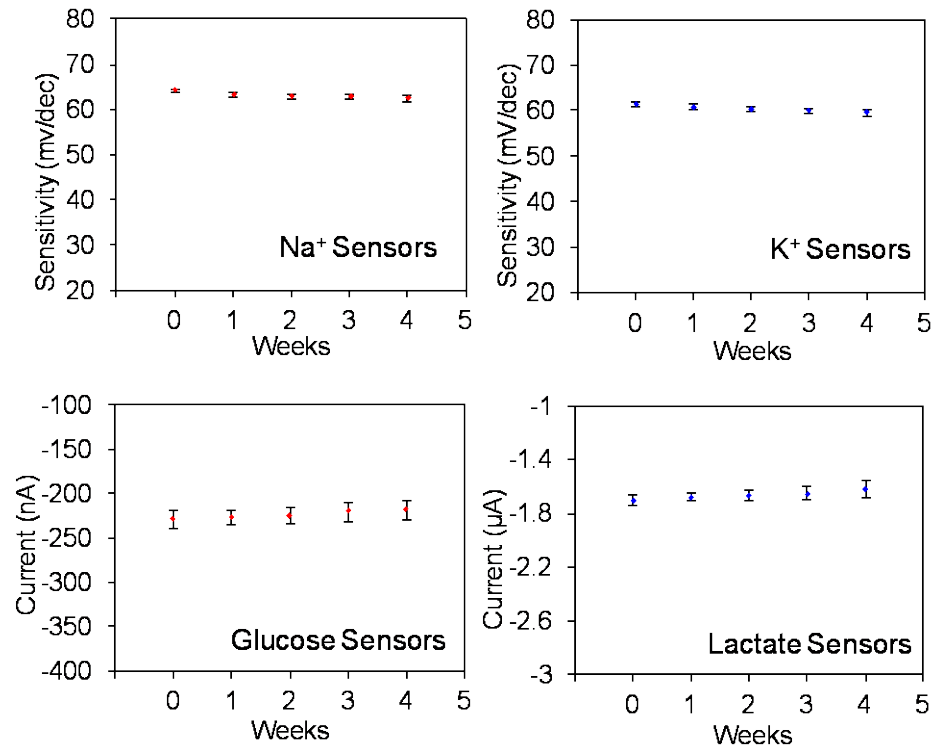 80
70
60
50
40
30
20
Sensitivity (mv/dec)
Na⁺ Sensors
0 1 2 3 4 5
Weeks
80
70
60
50
40
30
20
Sensitivity (mV/dec)
K⁺ Sensors
0 1 2 3 4 5
Weeks
-100
-150
-200
-250
-300
-350
-400
Current (nA)
Glucose Sensors
0 1 2 3 4 5
Weeks
-1
-1.4
-1.8
-2.2
-2.6
-3
Current (µA)
Lactate Sensors
0 1 2 3 4 5
Weeks